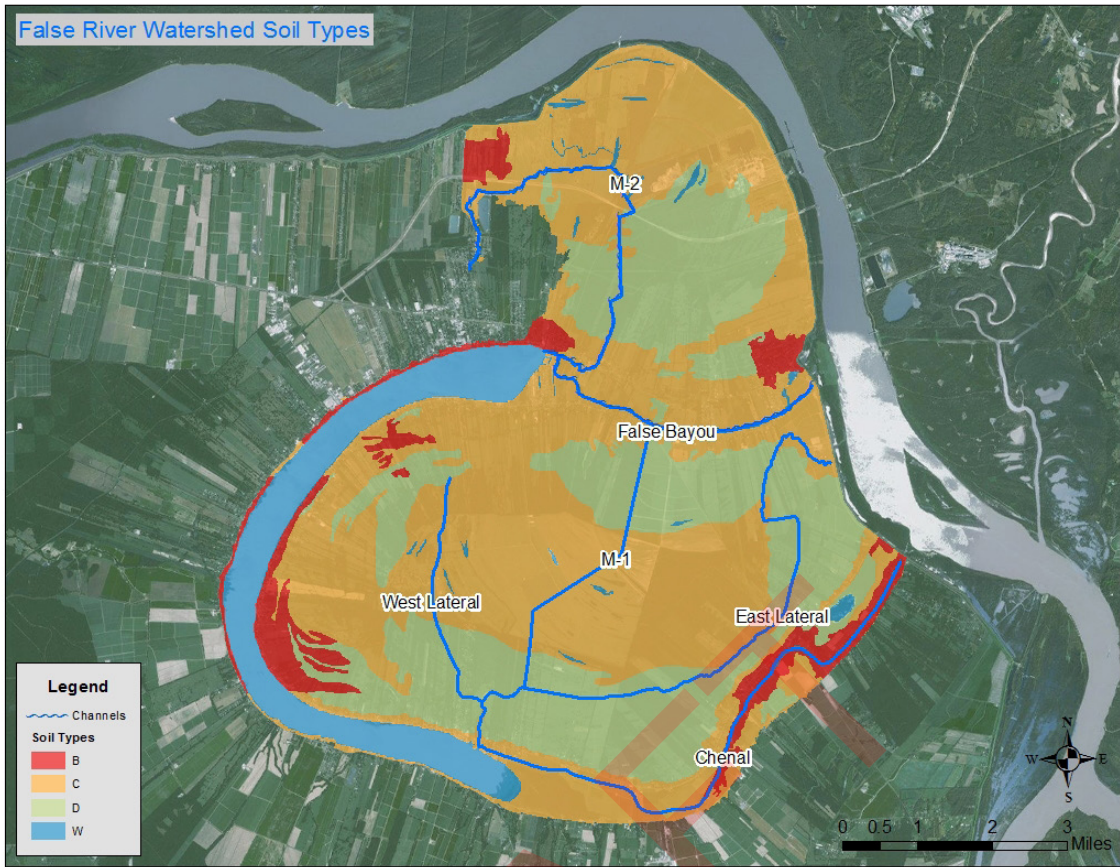 False River Watershed Soil Types
M-2
False Bayou
M-1
West Lateral
East Lateral
Chenal
Legend
Channels
Soil Types
B
C
D
W
N
W E
S
0 0.5 1 2 3
Miles